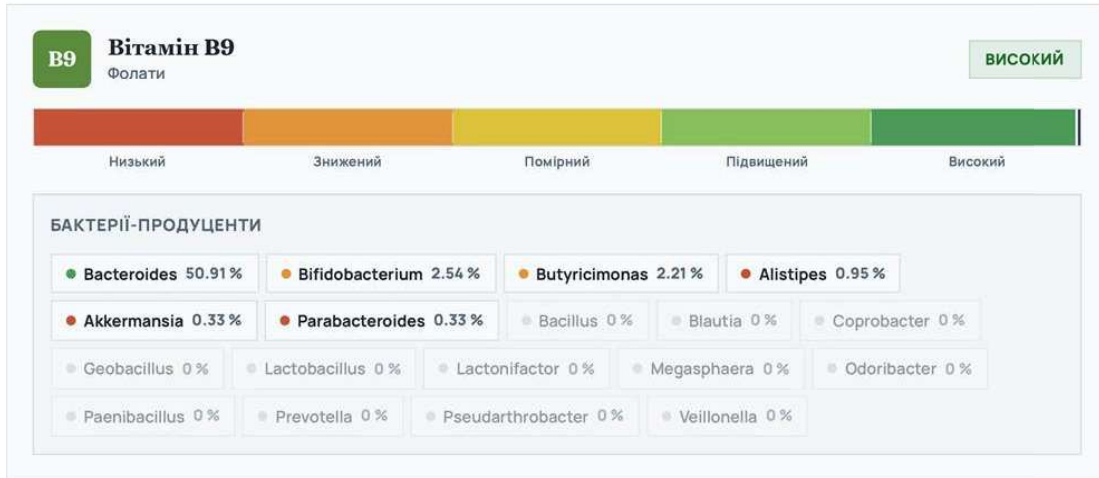 B9
Вітамін B9
Фолати
ВИСОКИЙ
Низький Знижений Помірний Підвищений Високий
БАКТЕРІЇ-ПРОДУЦЕНТИ
Bacteroides 50.91 % Bifidobacterium 2.54 % Butyricimonas 2.21 % Alistipes 0.95 %
Akkermansia 0.33 % Parabacteroides 0.33 % Bacillus 0 % Blautia 0 % Coprobacter 0 %
Geobacillus 0 % Lactobacillus 0 % Lactonifactor 0 % Megasphaera 0 % Odoribacter 0 %
Paenibacillus 0 % Prevotella 0 % Pseudarthrobacter 0 % Veillonella 0 %